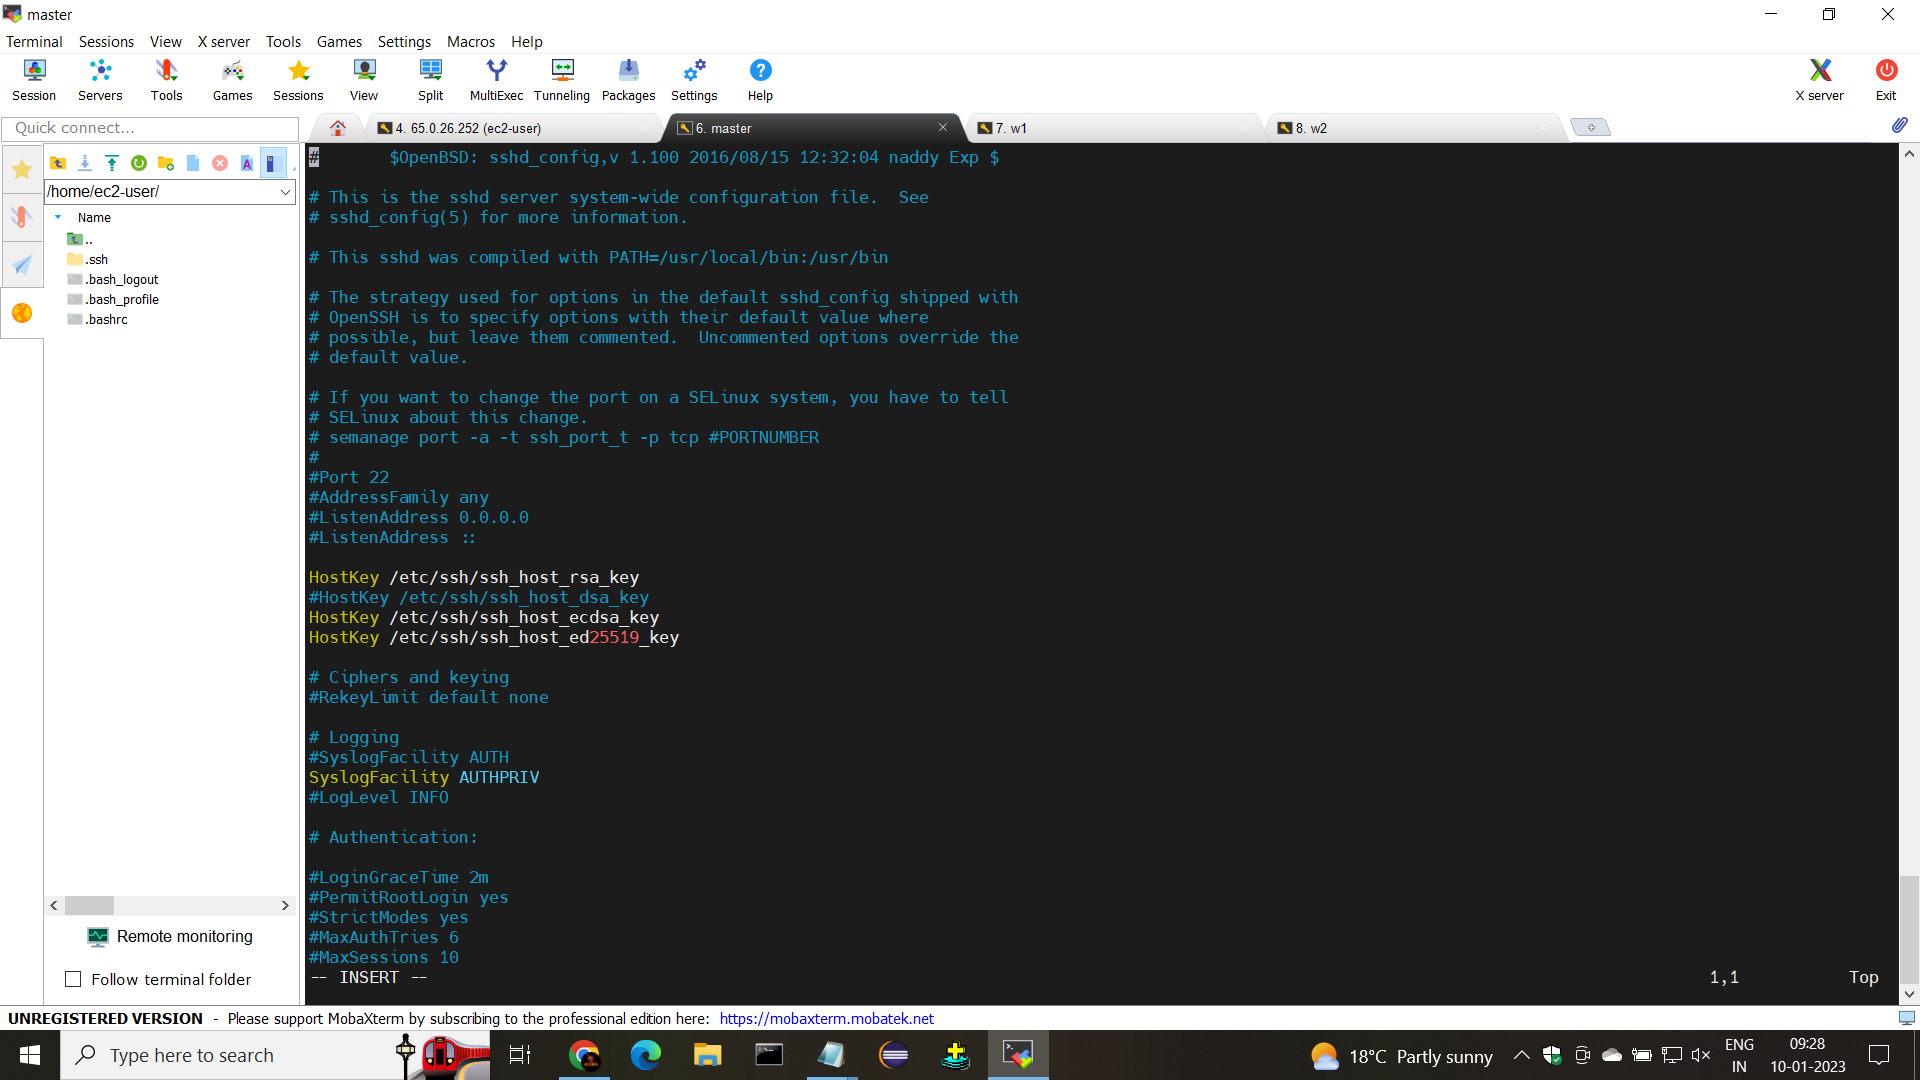 master
Terminal Sessions View X server Tools Games Settings Macros Help
Session Servers Tools Games Sessions View Split MultiExec Tunneling Packages Settings Help X server Exit
Quick connect...
4. 65.0.26.252 (ec2-user)
6. master
7. w1
8. w2
/home/ec2-user/
Name
..
.ssh
.bash_logout
.bash_profile
.bashrc
Remote monitoring
Follow terminal folder
# $OpenBSD: sshd_config,v 1.100 2016/08/15 12:32:04 naddy Exp $
# This is the sshd server system-wide configuration file.  See
# sshd_config(5) for more information.
# This sshd was compiled with PATH=/usr/local/bin:/usr/bin
# The strategy used for options in the default sshd_config shipped with
# OpenSSH is to specify options with their default value where
# possible, but leave them commented.  Uncommented options override the
# default value.
# If you want to change the port on a SELinux system, you have to tell
# SELinux about this change.
# semanage port -a -t ssh_port_t -p tcp #PORTNUMBER
#
#Port 22
#AddressFamily any
#ListenAddress 0.0.0.0
#ListenAddress ::
HostKey /etc/ssh/ssh_host_rsa_key
#HostKey /etc/ssh/ssh_host_dsa_key
HostKey /etc/ssh/ssh_host_ecdsa_key
HostKey /etc/ssh/ssh_host_ed25519_key
# Ciphers and keying
#RekeyLimit default none
# Logging
#SyslogFacility AUTH
SyslogFacility AUTHPRIV
#LogLevel INFO
# Authentication:
#LoginGraceTime 2m
#PermitRootLogin yes
#StrictModes yes
#MaxAuthTries 6
#MaxSessions 10
-- INSERT -- 1,1 Top
UNREGISTERED VERSION - Please support MobaXterm by subscribing to the professional edition here: https://mobaxterm.mobatek.net
Type here to search
18°C Partly sunny
ENG
IN
09:28
10-01-2023